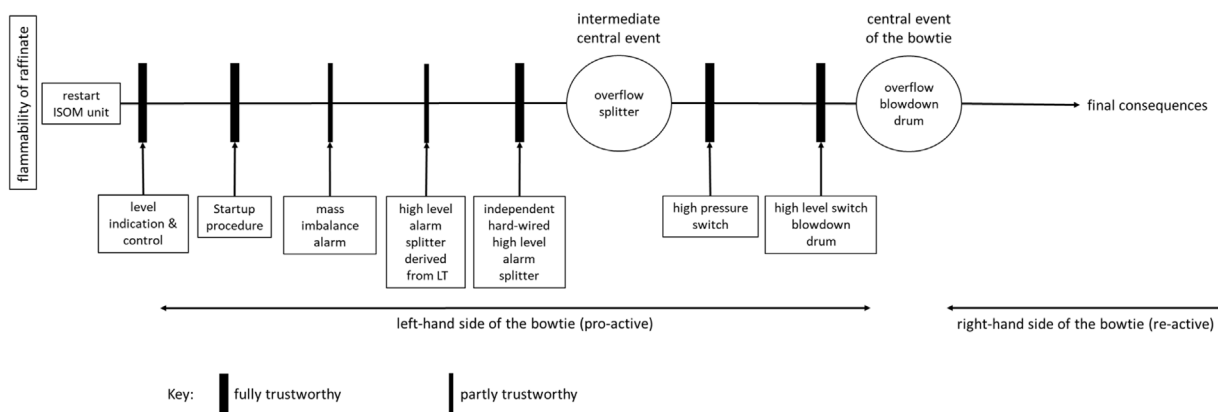 flammability of raffinate
restart
ISOM unit
level
indication &
control
Startup
procedure
mass
imbalance
alarm
high level
alarm
splitter
derived
from LT
independent
hard-wired
high level
alarm
splitter
intermediate
central event
overflow
splitter
high pressure
switch
high level switch
blowdown
drum
central event
of the bowtie
overflow
blowdown
drum
final consequences
left-hand side of the bowtie (pro-active)
right-hand side of the bowtie (re-active)
Key:
fully trustworthy
partly trustworthy